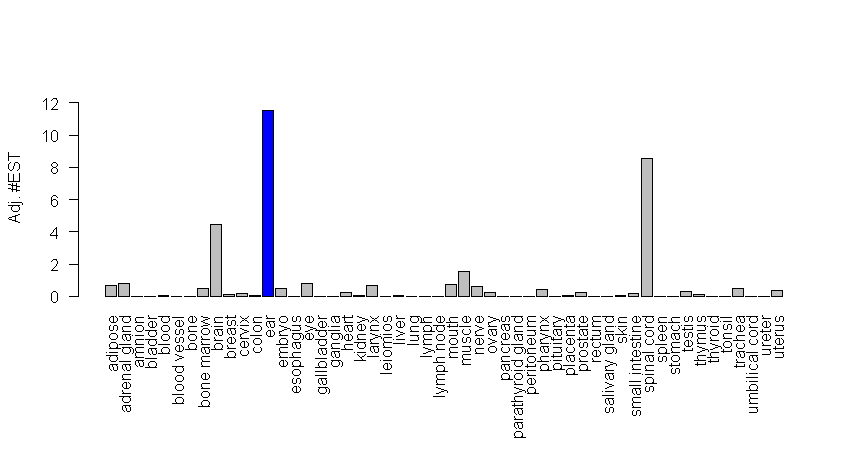 Adj. #EST
12
10
8
6
4
2
0
adipose
adrenal gland
amnion
bladder
blood
blood vessel
bone
bone marrow
brain
breast
cervix
colon
ear
embryo
esophagus
eye
gallbladder
ganglia
heart
kidney
larynx
leiomios
liver
lung
lymph
lymph node
mouth
muscle
nerve
ovary
pancreas
parathyroid gland
peritoneum
pharynx
pituitary
placenta
prostate
rectum
salivary gland
skin
small intestine
spinal cord
spleen
stomach
testis
thymus
thyroid
tonsil
trachea
umbilical cord
ureter
uterus